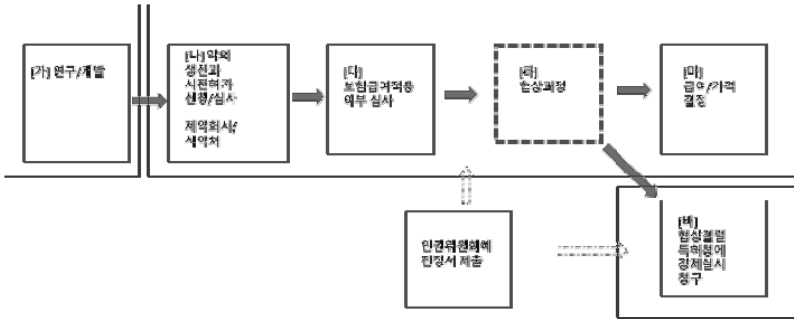 [가] 연구/개발
[나] 약의
생산과
시판허가
신청/심사
제약회사/
식약처
[다]
보험급여적용
여부 심사
[라]
협상과정
[마]
급여/가격
결정
인권위원회에
진정서 제출
[바]
협상결렬
특허청에
강제실시
청구